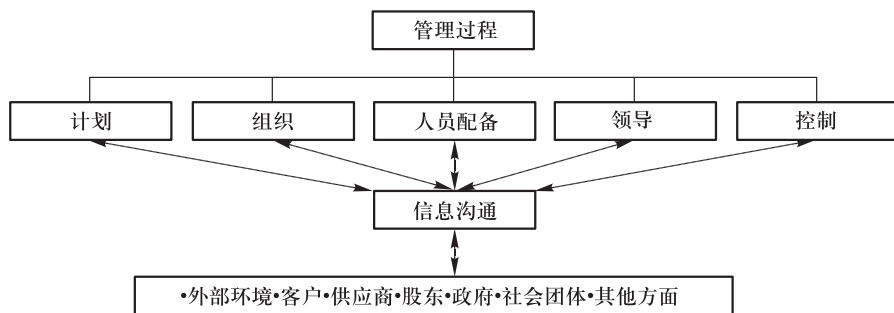 管理过程
计划
组织
人员配备
领导
控制
信息沟通
•外部环境•客户•供应商•股东•政府•社会团体•其他方面